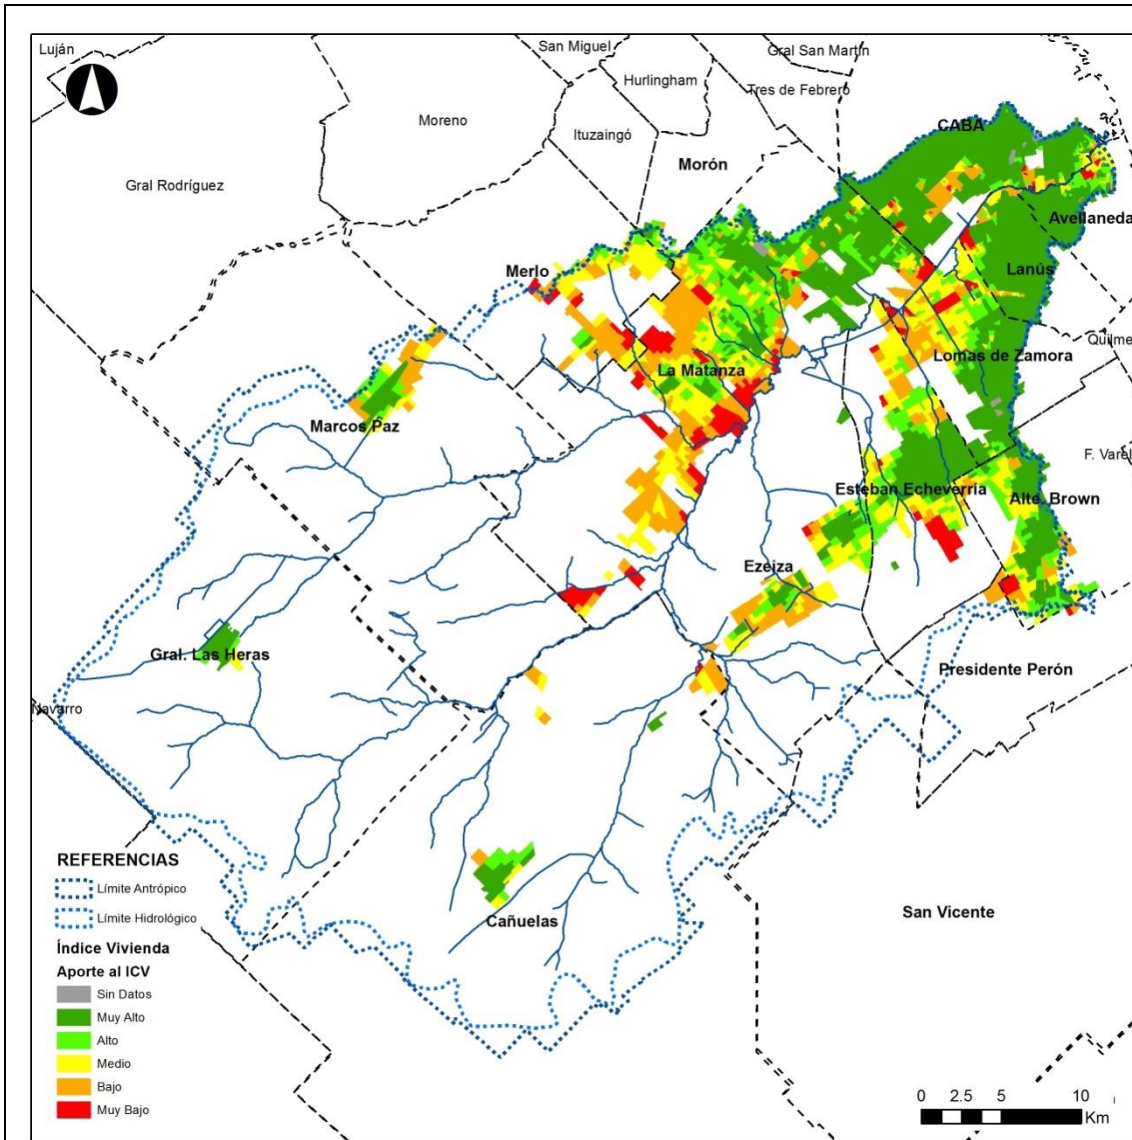 Luján
San Miguel
Gral San Martín
Hurlingham
Tres de Febrero
Moreno
Ituzaingó
CABA
Morón
Gral Rodríguez
Avellaneda
Merlo
Lanús
Quilme
Lomas de Zamora
La Matanza
Marcos Paz
F. Varel
Esteban Echeverría
Alte. Brown
Ezeiza
Gral. Las Heras
Presidente Perón
Navarro
San Vicente
Cañuelas
REFERENCIAS
Límite Antrópico
Límite Hidrológico
Índice Vivienda
Aporte al ICV
Sin Datos
Muy Alto
Alto
Medio
Bajo
Muy Bajo
0 2.5 5 10
Km